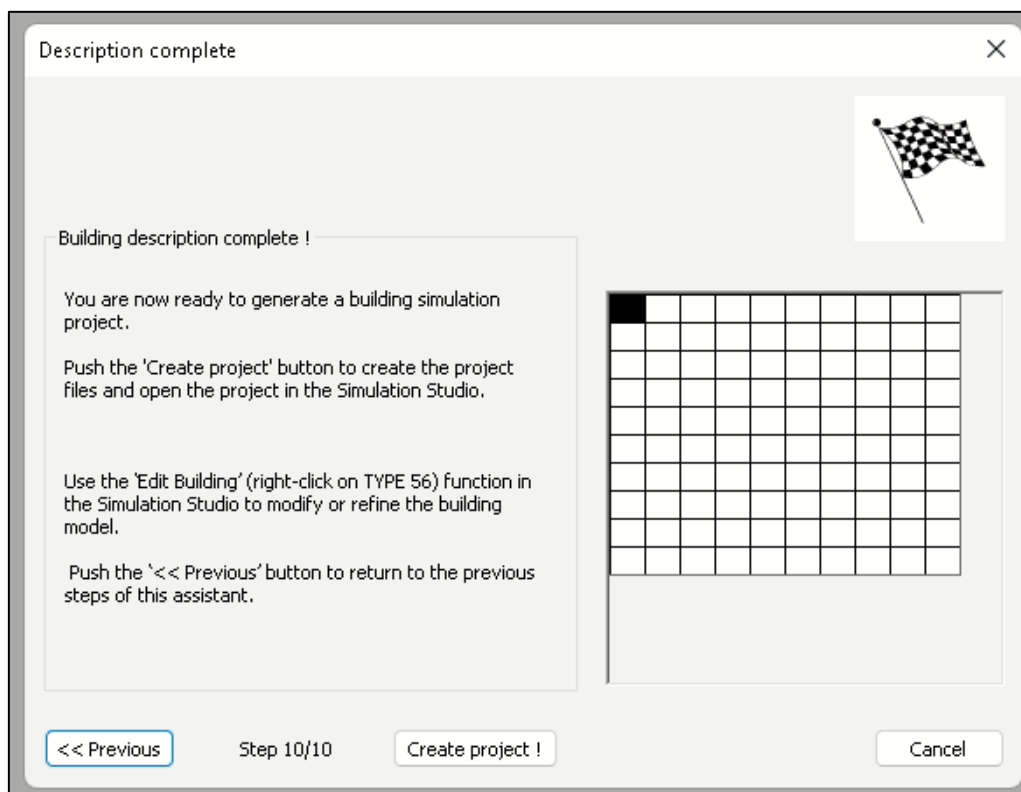 Description complete
Building description complete !
You are now ready to generate a building simulation
project.
Push the 'Create project' button to create the project
files and open the project in the Simulation Studio.
Use the 'Edit Building' (right-click on TYPE 56) function in
the Simulation Studio to modify or refine the building
model.
Push the '<< Previous' button to return to the previous
steps of this assistant.
<< Previous
Step 10/10
Create project !
Cancel